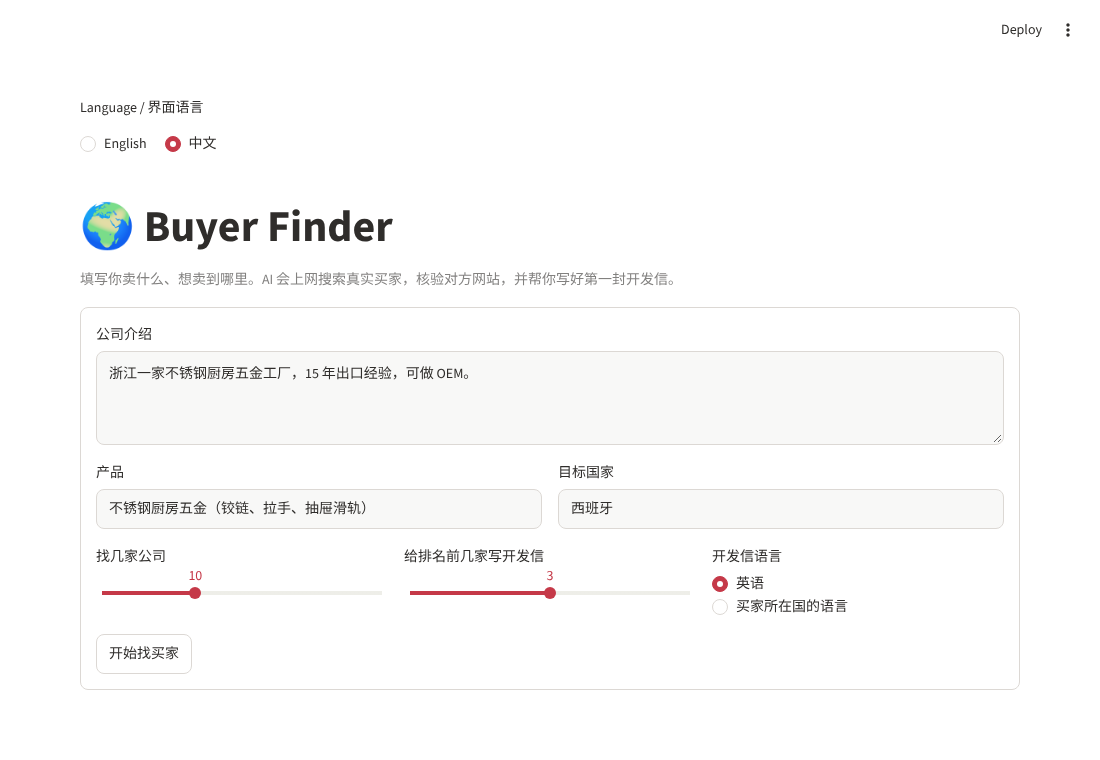 Deploy
Language / 界面语言
English
中文
Buyer Finder
填写你卖什么、想卖到哪里。AI 会上网搜索真实买家，核验对方网站，并帮你写好第一封开发信。
公司介绍
浙江一家不锈钢厨房五金工厂，15 年出口经验，可做 OEM。
产品
目标国家
不锈钢厨房五金（铰链、拉手、抽屉滑轨）
西班牙
找几家公司
给排名前几家写开发信
开发信语言
10
3
英语
买家所在国的语言
开始找买家